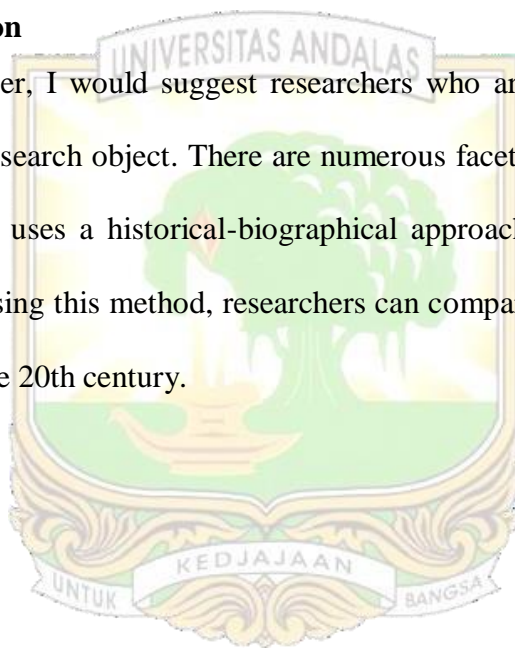 on
UNIVERSITAS ANDALAS
er, I would suggest researchers who ar
search object. There are numerous facet
uses a historical-biographical approach
sing this method, researchers can compa
e 20th century.
KEDJAJAAN
UNTUK BANGSA